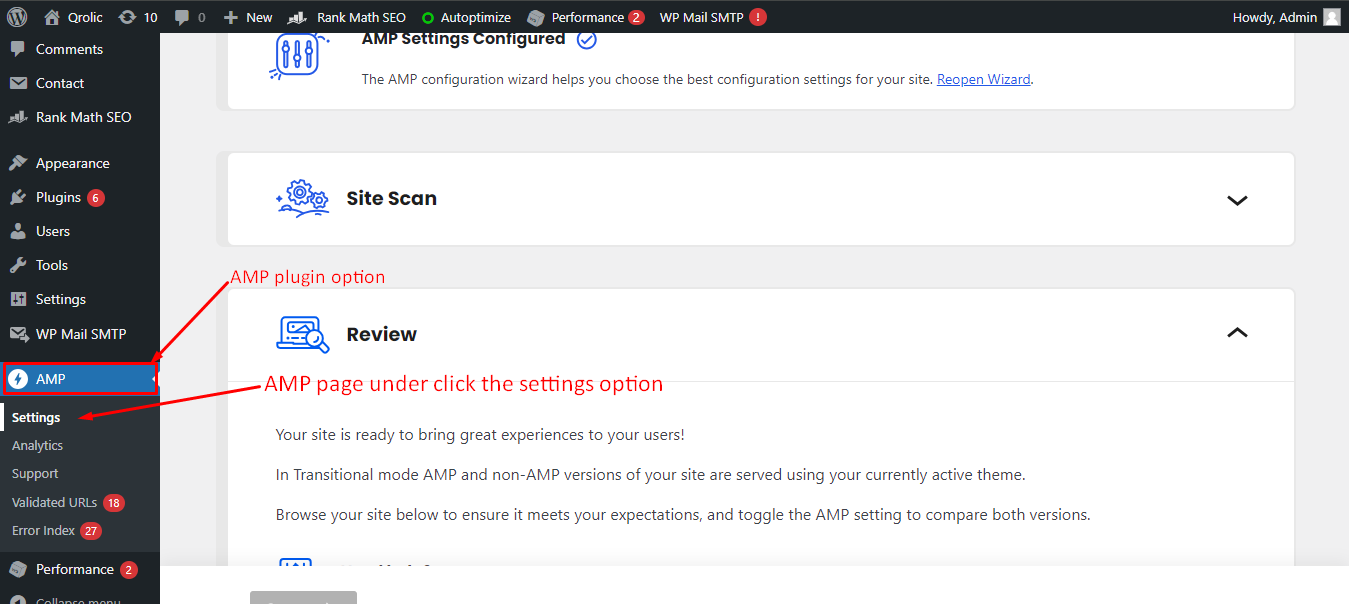 Qrolic 10 0 New Rank Math SEO Autoptimize Performance 2 WP Mail SMTP ! Howdy, Admin
Comments
Contact
Rank Math SEO
Appearance
Plugins 6
Users
Tools
Settings
WP Mail SMTP
AMP
Settings
Analytics
Support
Validated URLs 18
Error Index 27
Performance 2
Collapse menu
AMP Settings Configured
The AMP configuration wizard helps you choose the best configuration settings for your site. Reopen Wizard.
Site Scan
AMP plugin option
Review
AMP page under click the settings option
Your site is ready to bring great experiences to your users!
In Transitional mode AMP and non-AMP versions of your site are served using your currently active theme.
Browse your site below to ensure it meets your expectations, and toggle the AMP setting to compare both versions.